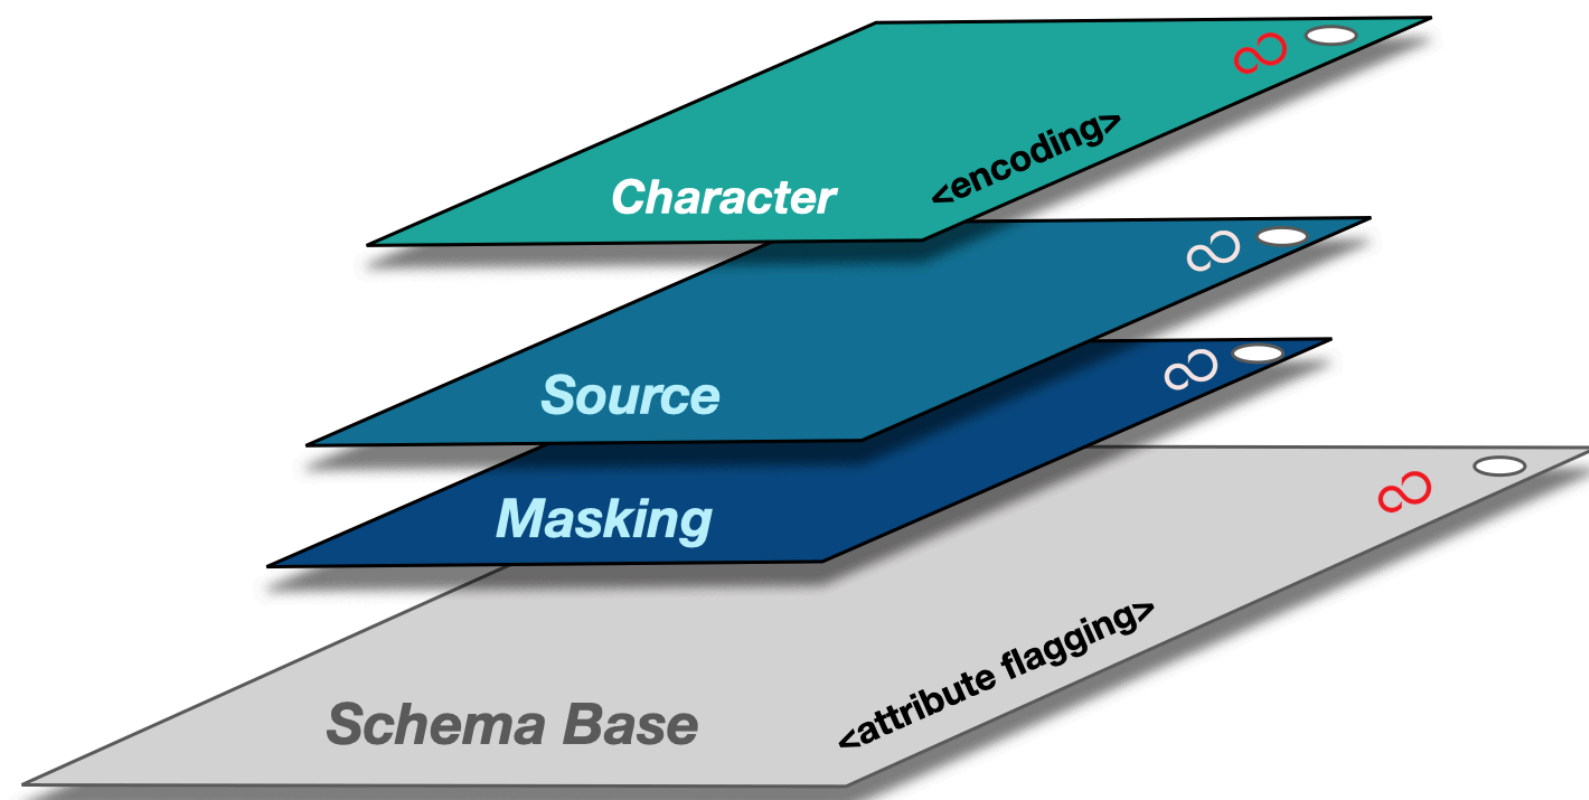 Character
<encoding>
Source
Masking
Schema Base
<attribute flagging>